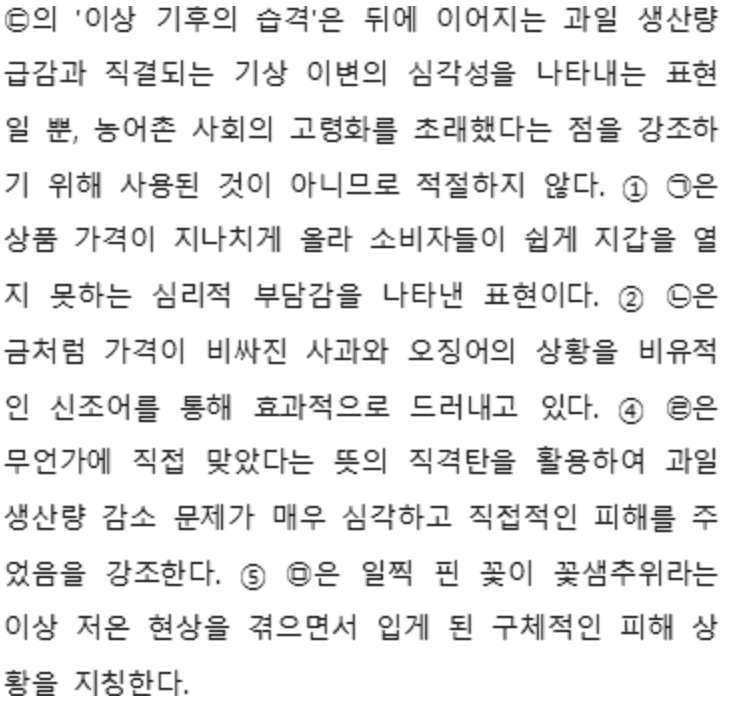 ㉢의 '이상 기후의 습격'은 뒤에 이어지는 과일 생산량
급감과 직결되는 기상 이변의 심각성을 나타내는 표현
일 뿐, 농어촌 사회의 고령화를 초래했다는 점을 강조하
기 위해 사용된 것이 아니므로 적절하지 않다. ① ㉠은
상품 가격이 지나치게 올라 소비자들이 쉽게 지갑을 열
지 못하는 심리적 부담감을 나타낸 표현이다. ② ㉡은
금처럼 가격이 비싸진 사과와 오징어의 상황을 비유적
인 신조어를 통해 효과적으로 드러내고 있다. ④ ㉣은
무언가에 직접 맞았다는 뜻의 직격탄을 활용하여 과일
생산량 감소 문제가 매우 심각하고 직접적인 피해를 주
었음을 강조한다. ⑤ ㉤은 일찍 핀 꽃이 꽃샘추위라는
이상 저온 현상을 겪으면서 입게 된 구체적인 피해 상
황을 지칭한다.